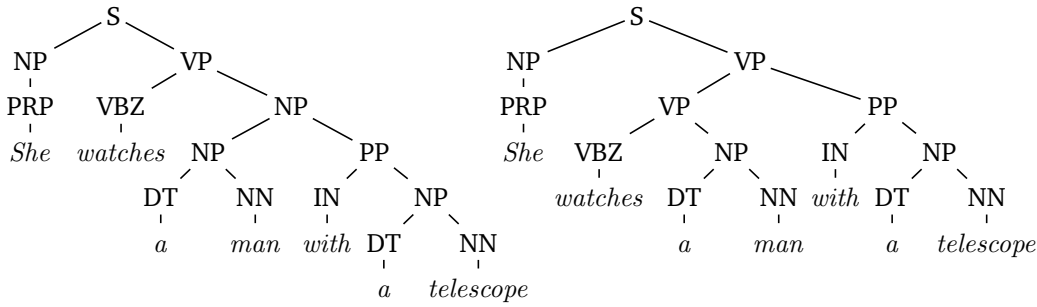 S S
NP VP NP VP
PRP VBZ NP PRP VP PP
She watches NP PP She VBZ NP IN NP
DT NN IN NP watches DT NN with DT NN
a man with DT NN a man a telescope
a telescope